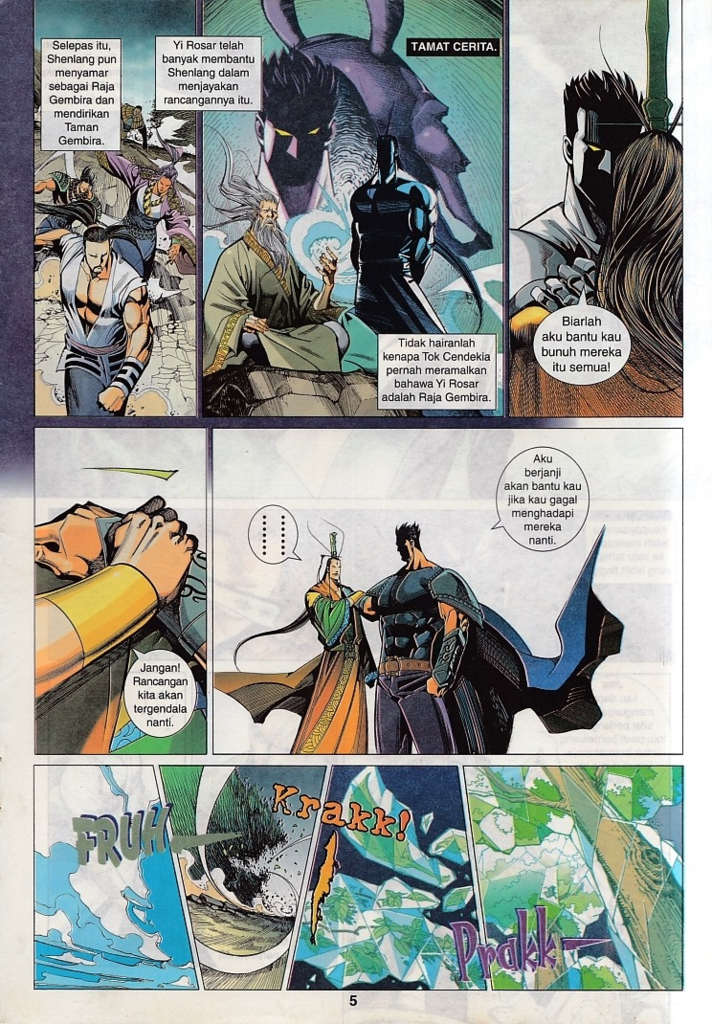 Selepas itu,
Shenlang pun
menyamar
sebagai Raja
Gembira dan
mendirikan
Taman
Gembira.
Yi Rosar telah
banyak membantu
Shenlang dalam
menjayakan
rancangannya itu.
TAMAT CERITA.
Tidak hairanlah
kenapa Tok Cendekia
pernah meramalkan
bahawa Yi Rosar
adalah Raja Gembira.
Biarlah
aku bantu kau
bunuh mereka
itu semua!
Jangan!
Rancangan
kita akan
tergendala
nanti.
Aku
berjanji
akan bantu kau
jika kau gagal
menghadapi
mereka
nanti.
FRUH
Krakk!
Prakk
5